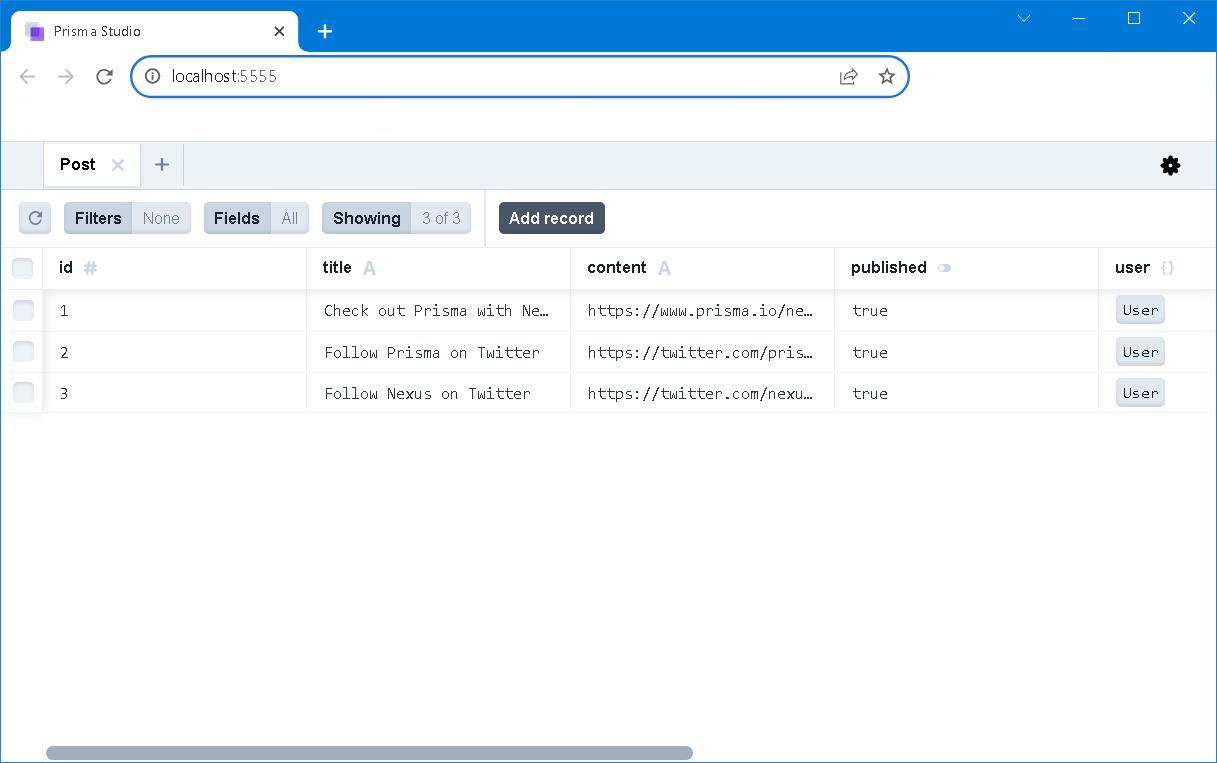 Prisma Studio
localhost:5555
Post
Filters None Fields All Showing 3 of 3 Add record
id # title A content A published user {}
1 Check out Prisma with Ne… https://www.prisma.io/ne… true User
2 Follow Prisma on Twitter https://twitter.com/pris… true User
3 Follow Nexus on Twitter https://twitter.com/nexu… true User